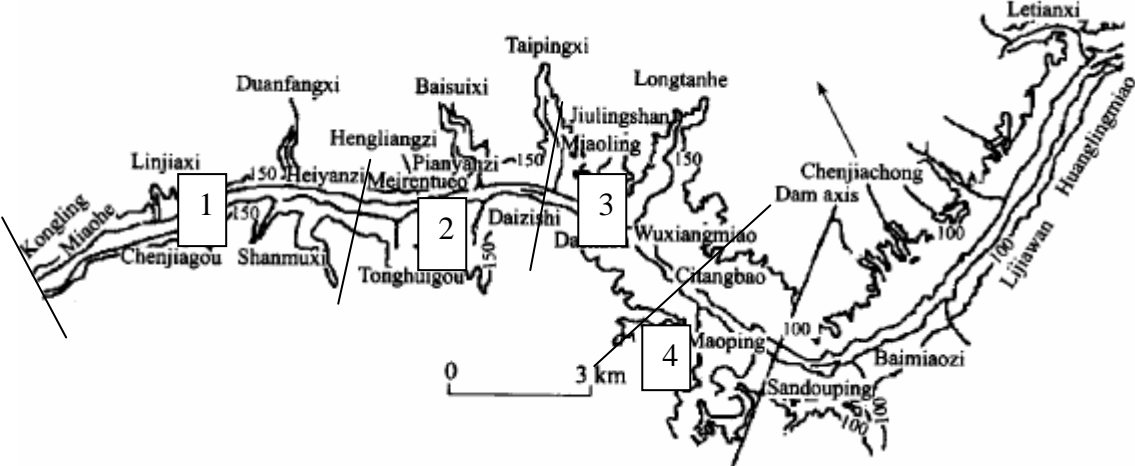 Letianxi
Taipingxi
Duanfangxi
Baisuixi
Longtanhe
Jiulingshan
Hengliangzi
Miaoling
Linjiaxi
150
Heiyanzi
Pianyanzi
150
150
Meirentuo
Chenjiachong
Dam axis
Huanglingmiao
Kongling
Miaohe
1
150
2
3
Daizishi
Wuxiangmiao
100
100
Chenjiagou
Shanmuxi
Tonghuigou
150
Citangbao
Lijiawan
100
Maoping
4
Baimiaozi
0
3 km
Sandouping
150
100
100